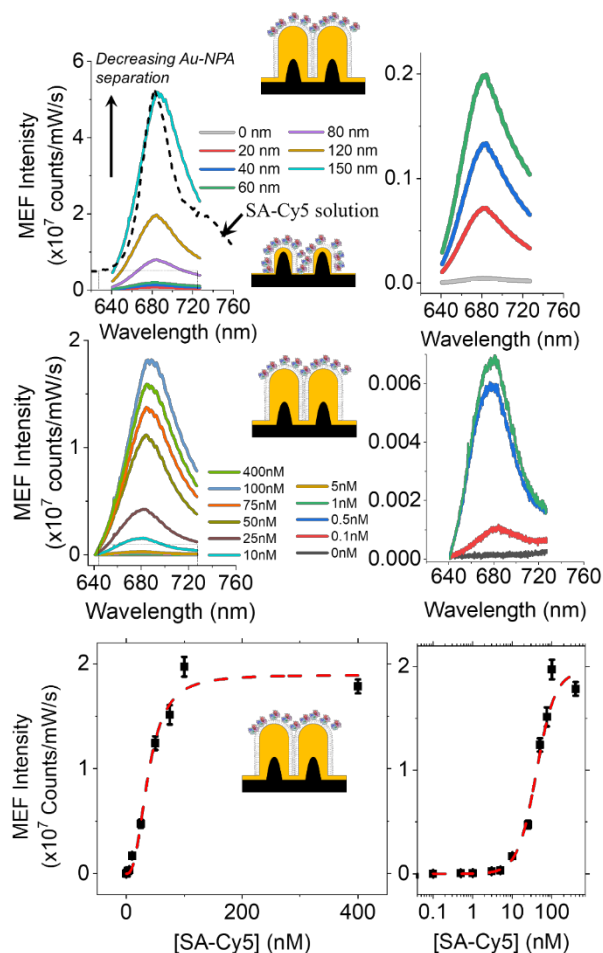 Decreasing Au-NPA
separation
MEF Intenisity
(x10⁷ counts/mW/s)
6
4
2
0
0 nm
20 nm
40 nm
60 nm
80 nm
120 nm
150 nm
SA-Cy5 solution
640 680 720 760
Wavelength (nm)
0.2
0.1
0.0
640 680 720 760
Wavelength (nm)
MEF Intensity
(x10⁷ counts/mW/s)
2
1
0
400nM
100nM
75nM
50nM
25nM
10nM
5nM
1nM
0.5nM
0.1nM
0nM
640 680 720 760
Wavelength (nm)
0.006
0.004
0.002
0.000
640 680 720 760
Wavelength (nm)
MEF Intensity
(x10⁷ Counts/mW/s)
2
1
0
0 200 400
[SA-Cy5] (nM)
2
1
0
0.1 1 10 100
[SA-Cy5] (nM)